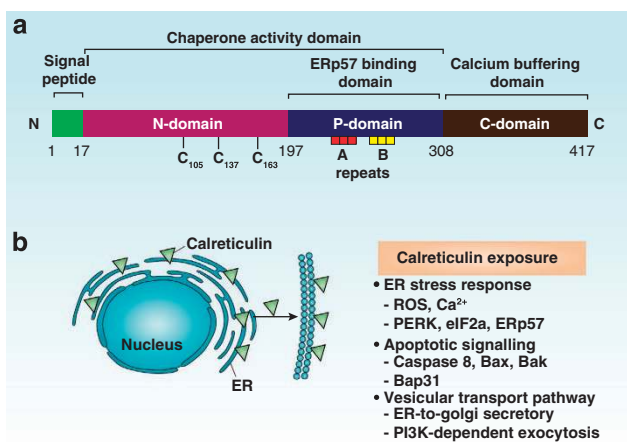 a
Chaperone activity domain
Signal
peptide
ERp57 binding
domain
Calcium buffering
domain
N N-domain P-domain C-domain C
1 17 C105 C137 C163 197 A B 308 417
repeats
b
Calreticulin
Nucleus
ER
Calreticulin exposure
• ER stress response
- ROS, Ca2+
- PERK, eIF2a, ERp57
• Apoptotic signalling
- Caspase 8, Bax, Bak
- Bap31
• Vesicular transport pathway
- ER-to-golgi secretory
- PI3K-dependent exocytosis